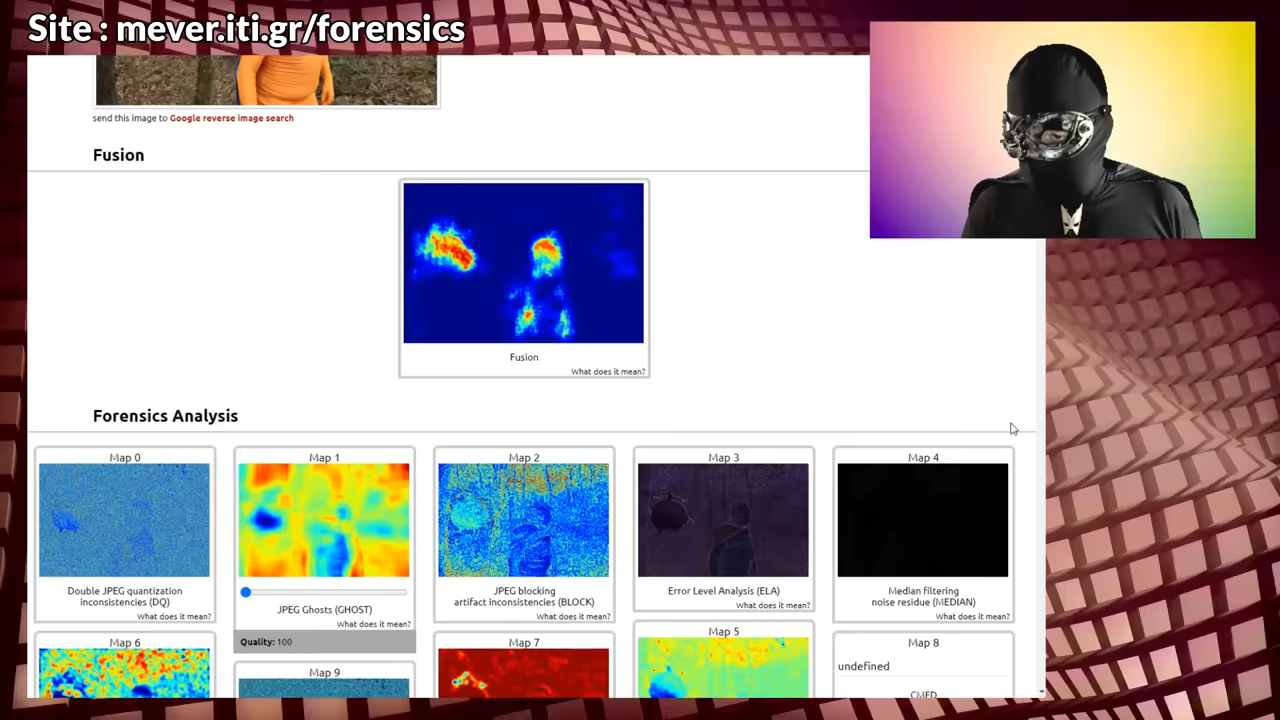 Site : mever.iti.gr/forensics
send this image to Google reverse image search
Fusion
Fusion
What does it mean?
Forensics Analysis
Map 0
Double JPEG quantization
inconsistencies (DQ)
What does it mean?
Map 1
JPEG Ghosts (GHOST)
What does it mean?
Quality: 100
Map 2
JPEG blocking
artifact inconsistencies (BLOCK)
What does it mean?
Map 3
Error Level Analysis (ELA)
What does it mean?
Map 4
Median filtering
noise residue (MEDIAN)
What does it mean?
Map 6
Map 9
Map 7
Map 5
Map 8
undefined
CMFD